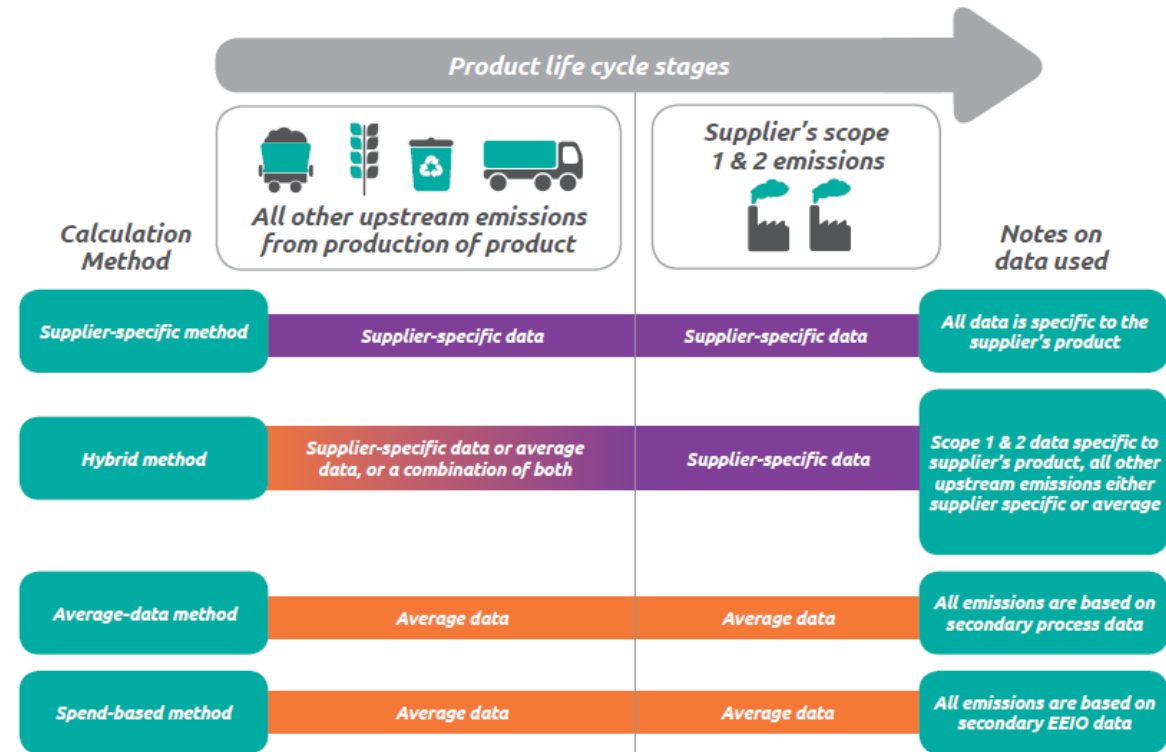 Product life cycle stages
All other upstream emissions
from production of product
Supplier's scope
1 & 2 emissions
Calculation
Method
Notes on
data used
Supplier-specific method
Supplier-specific data
Supplier-specific data
All data is specific to the
supplier's product
Hybrid method
Supplier-specific data or average
data, or a combination of both
Supplier-specific data
Scope 1 & 2 data specific to
supplier's product, all other
upstream emissions either
supplier specific or average
Average-data method
Average data
Average data
All emissions are based on
secondary process data
Spend-based method
Average data
Average data
All emissions are based on
secondary EEIO data